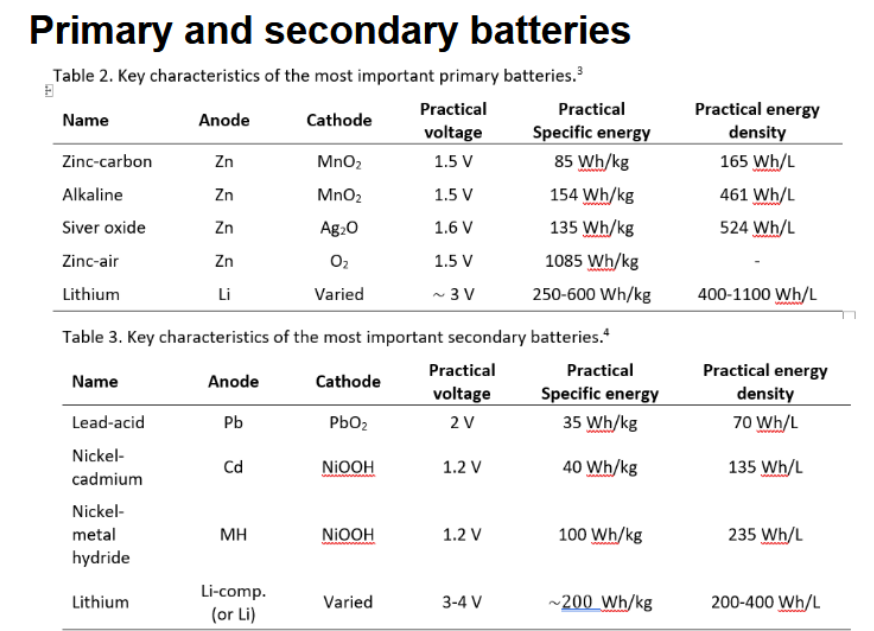 Primary and secondary batteries
Table 2. Key characteristics of the most important primary batteries.³
Name Anode Cathode Practical voltage Practical Specific energy Practical energy density
Zinc-carbon Zn MnO₂ 1.5 V 85 Wh/kg 165 Wh/L
Alkaline Zn MnO₂ 1.5 V 154 Wh/kg 461 Wh/L
Siver oxide Zn Ag₂O 1.6 V 135 Wh/kg 524 Wh/L
Zinc-air Zn O₂ 1.5 V 1085 Wh/kg -
Lithium Li Varied ~ 3 V 250-600 Wh/kg 400-1100 Wh/L
Table 3. Key characteristics of the most important secondary batteries.⁴
Name Anode Cathode Practical voltage Practical Specific energy Practical energy density
Lead-acid Pb PbO₂ 2 V 35 Wh/kg 70 Wh/L
Nickel-cadmium Cd NiOOH 1.2 V 40 Wh/kg 135 Wh/L
Nickel-metal hydride MH NiOOH 1.2 V 100 Wh/kg 235 Wh/L
Lithium Li-comp. (or Li) Varied 3-4 V ~200 Wh/kg 200-400 Wh/L